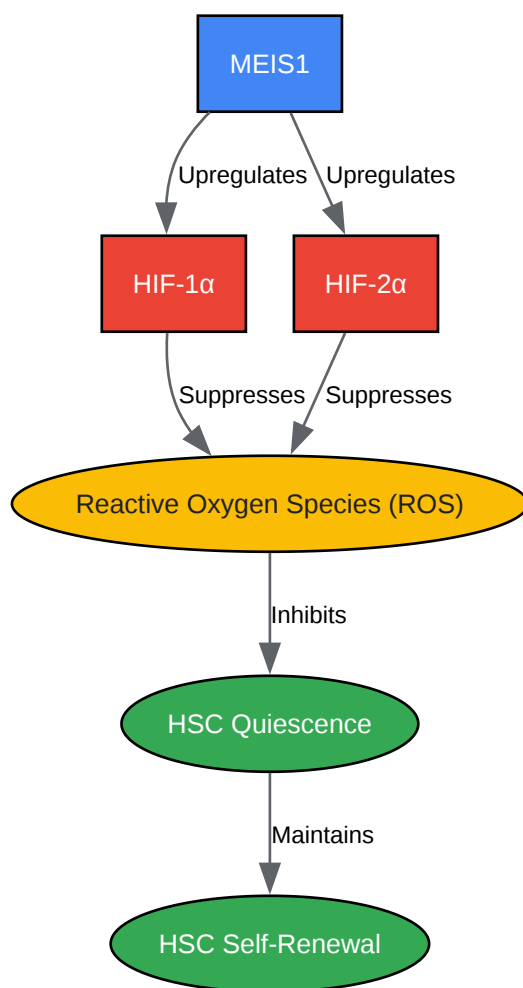 MEIS1
Upregulates
Upregulates
HIF-1α
HIF-2α
Suppresses
Suppresses
Reactive Oxygen Species (ROS)
Inhibits
HSC Quiescence
Maintains
HSC Self-Renewal